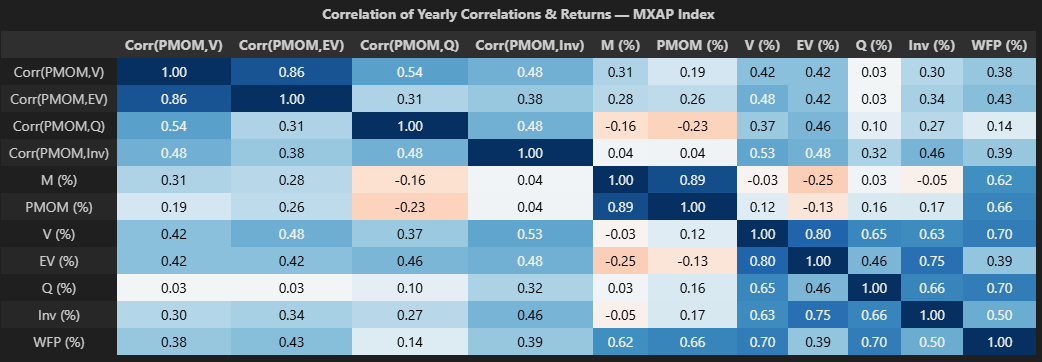 Correlation of Yearly Correlations & Returns — MXAP Index
Corr(PMOM,V) Corr(PMOM,EV) Corr(PMOM,Q) Corr(PMOM,Inv) M (%) PMOM (%) V (%) EV (%) Q (%) Inv (%) WFP (%)
Corr(PMOM,V) 1.00 0.86 0.54 0.48 0.31 0.19 0.42 0.42 0.03 0.30 0.38
Corr(PMOM,EV) 0.86 1.00 0.31 0.38 0.28 0.26 0.48 0.42 0.03 0.34 0.43
Corr(PMOM,Q) 0.54 0.31 1.00 0.48 -0.16 -0.23 0.37 0.46 0.10 0.27 0.14
Corr(PMOM,Inv) 0.48 0.38 0.48 1.00 0.04 0.04 0.53 0.48 0.32 0.46 0.39
M (%) 0.31 0.28 -0.16 0.04 1.00 0.89 -0.03 -0.25 0.03 -0.05 0.62
PMOM (%) 0.19 0.26 -0.23 0.04 0.89 1.00 0.12 -0.13 0.16 0.17 0.66
V (%) 0.42 0.48 0.37 0.53 -0.03 0.12 1.00 0.80 0.65 0.63 0.70
EV (%) 0.42 0.42 0.46 0.48 -0.25 -0.13 0.80 1.00 0.46 0.75 0.39
Q (%) 0.03 0.03 0.10 0.32 0.03 0.16 0.65 0.46 1.00 0.66 0.70
Inv (%) 0.30 0.34 0.27 0.46 -0.05 0.17 0.63 0.75 0.66 1.00 0.50
WFP (%) 0.38 0.43 0.14 0.39 0.62 0.66 0.70 0.39 0.70 0.50 1.00